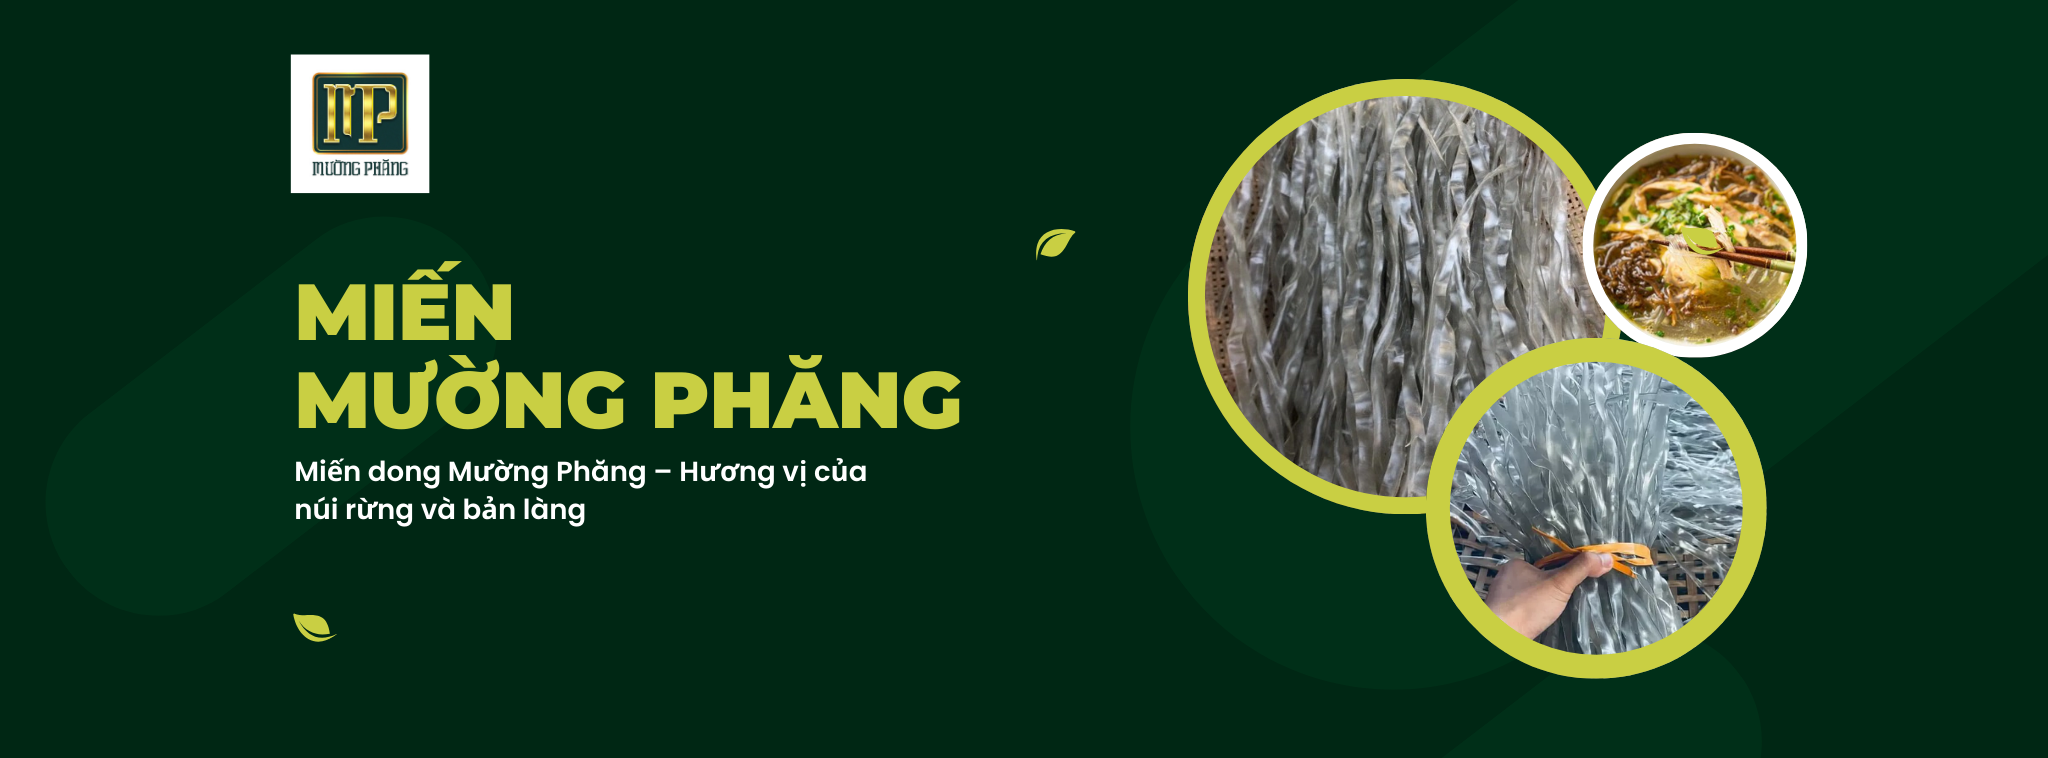 MP
MƯỜNG PHĂNG
MIẾN
MƯỜNG PHĂNG
Miến dong Mường Phăng – Hương vị của
núi rừng và bản làng